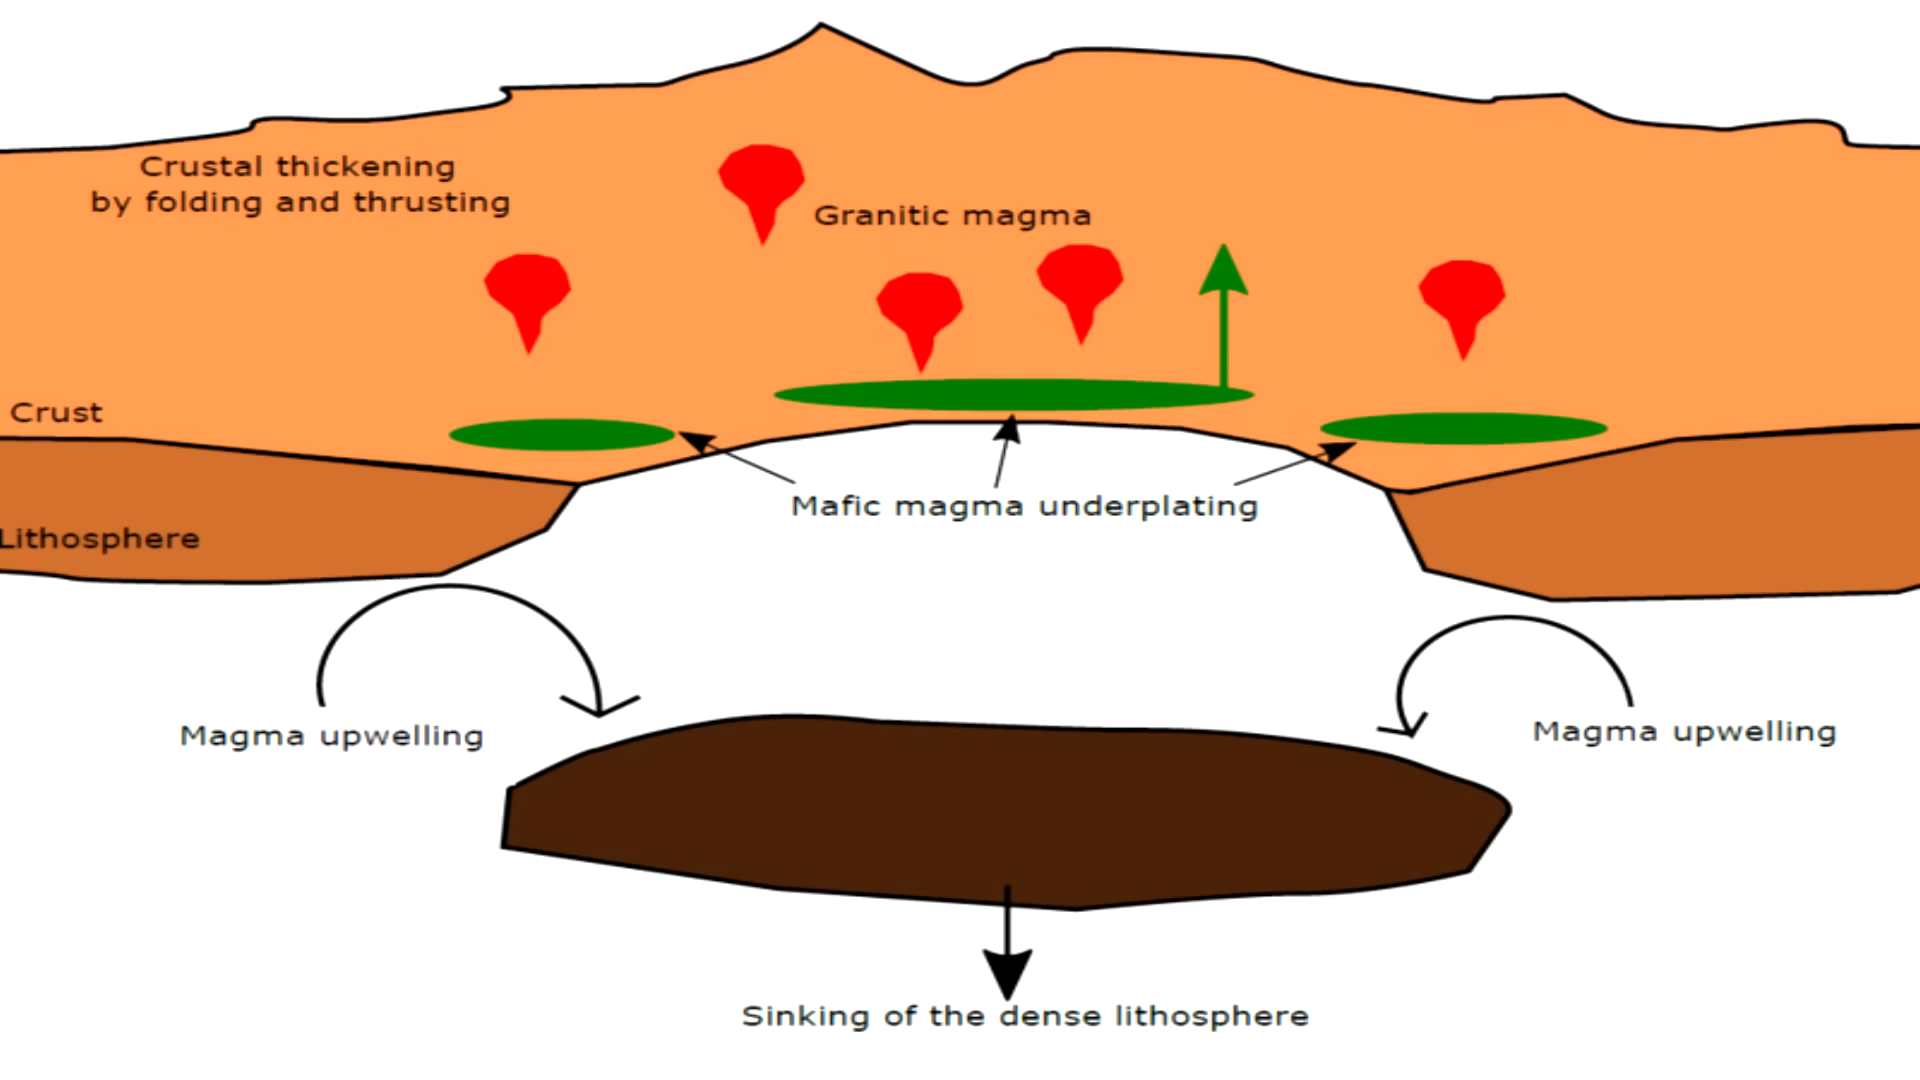 Crustal thickening
by folding and thrusting
Granitic magma
Crust
Mafic magma underplating
Lithosphere
Magma upwelling
Magma upwelling
Sinking of the dense lithosphere